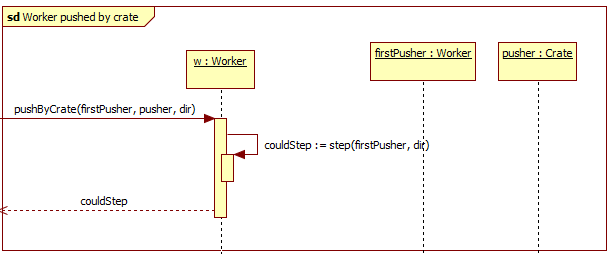 sd Worker pushed by crate
w : Worker
firstPusher : Worker
pusher : Crate
pushByCrate(firstPusher, pusher, dir)
couldStep := step(firstPusher, dir)
couldStep